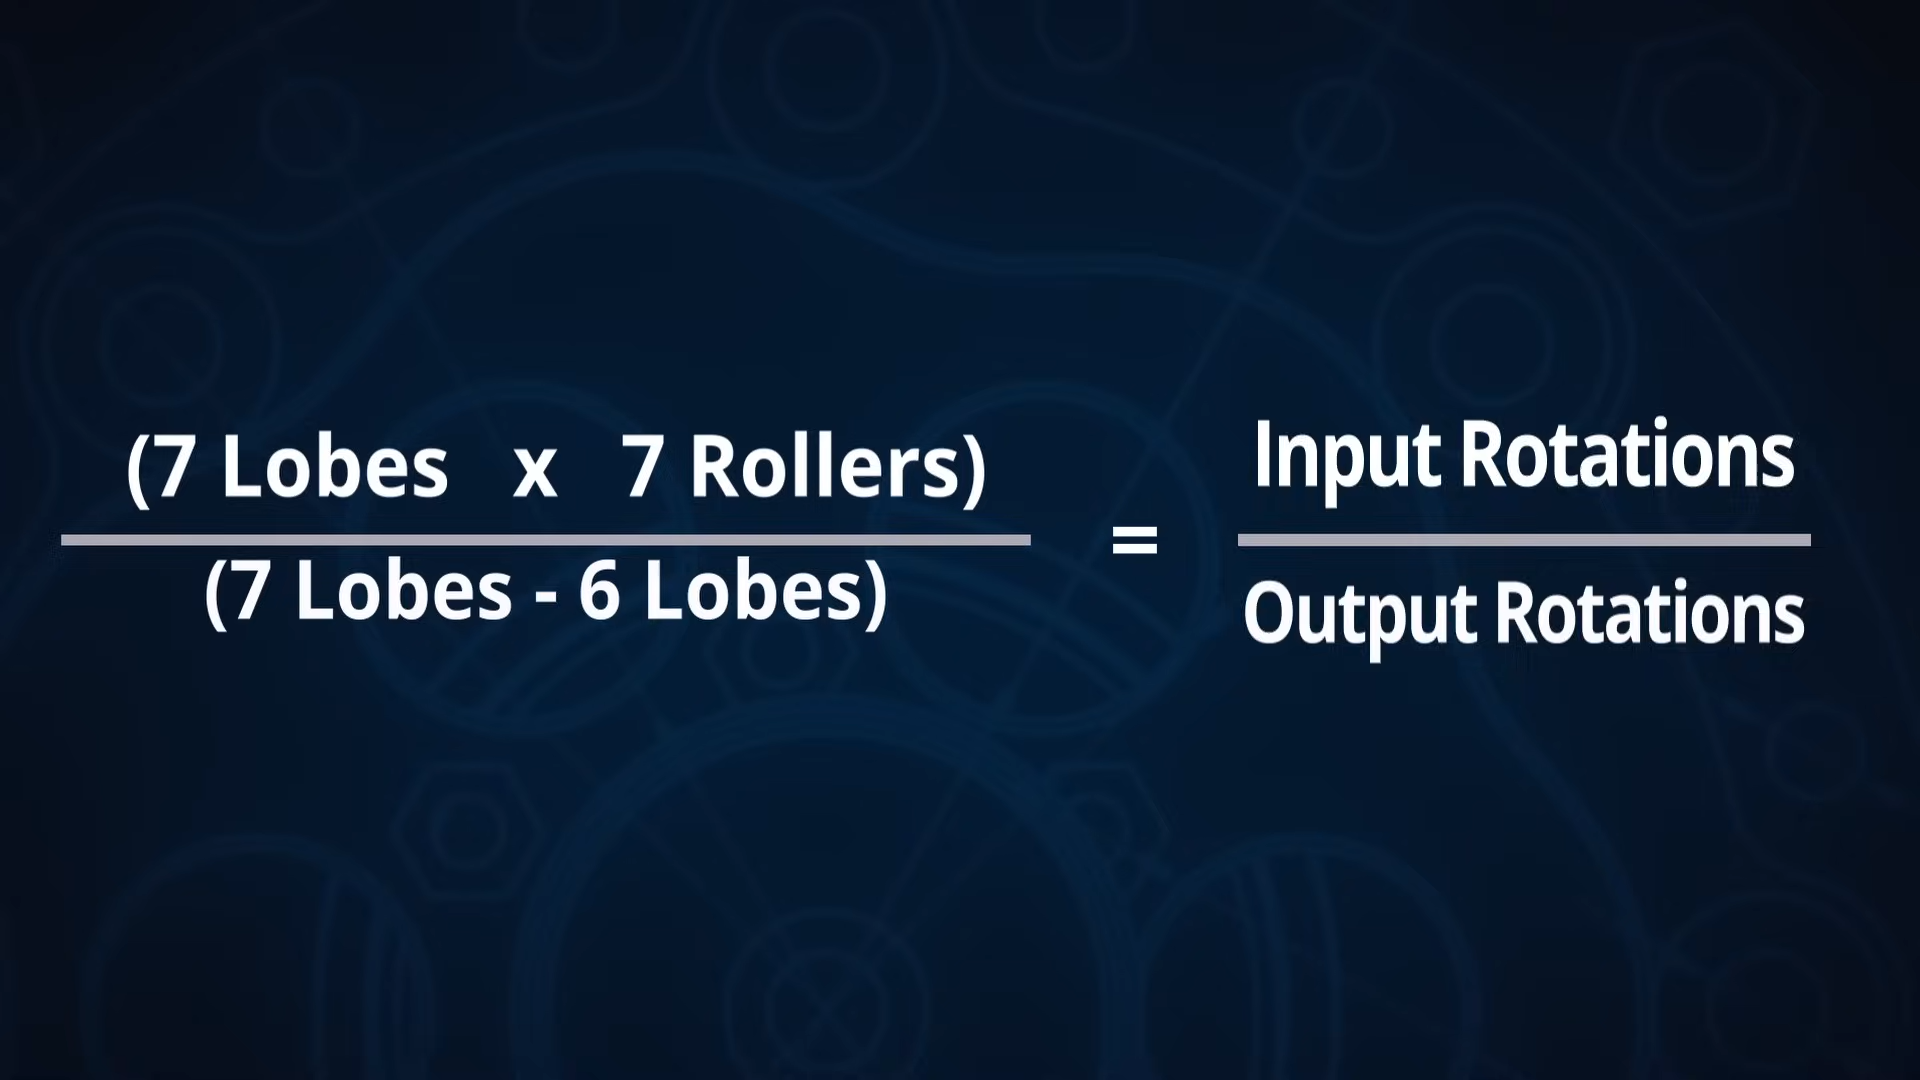 (7 Lobes x 7 Rollers)
(7 Lobes - 6 Lobes)
=
Input Rotations
Output Rotations